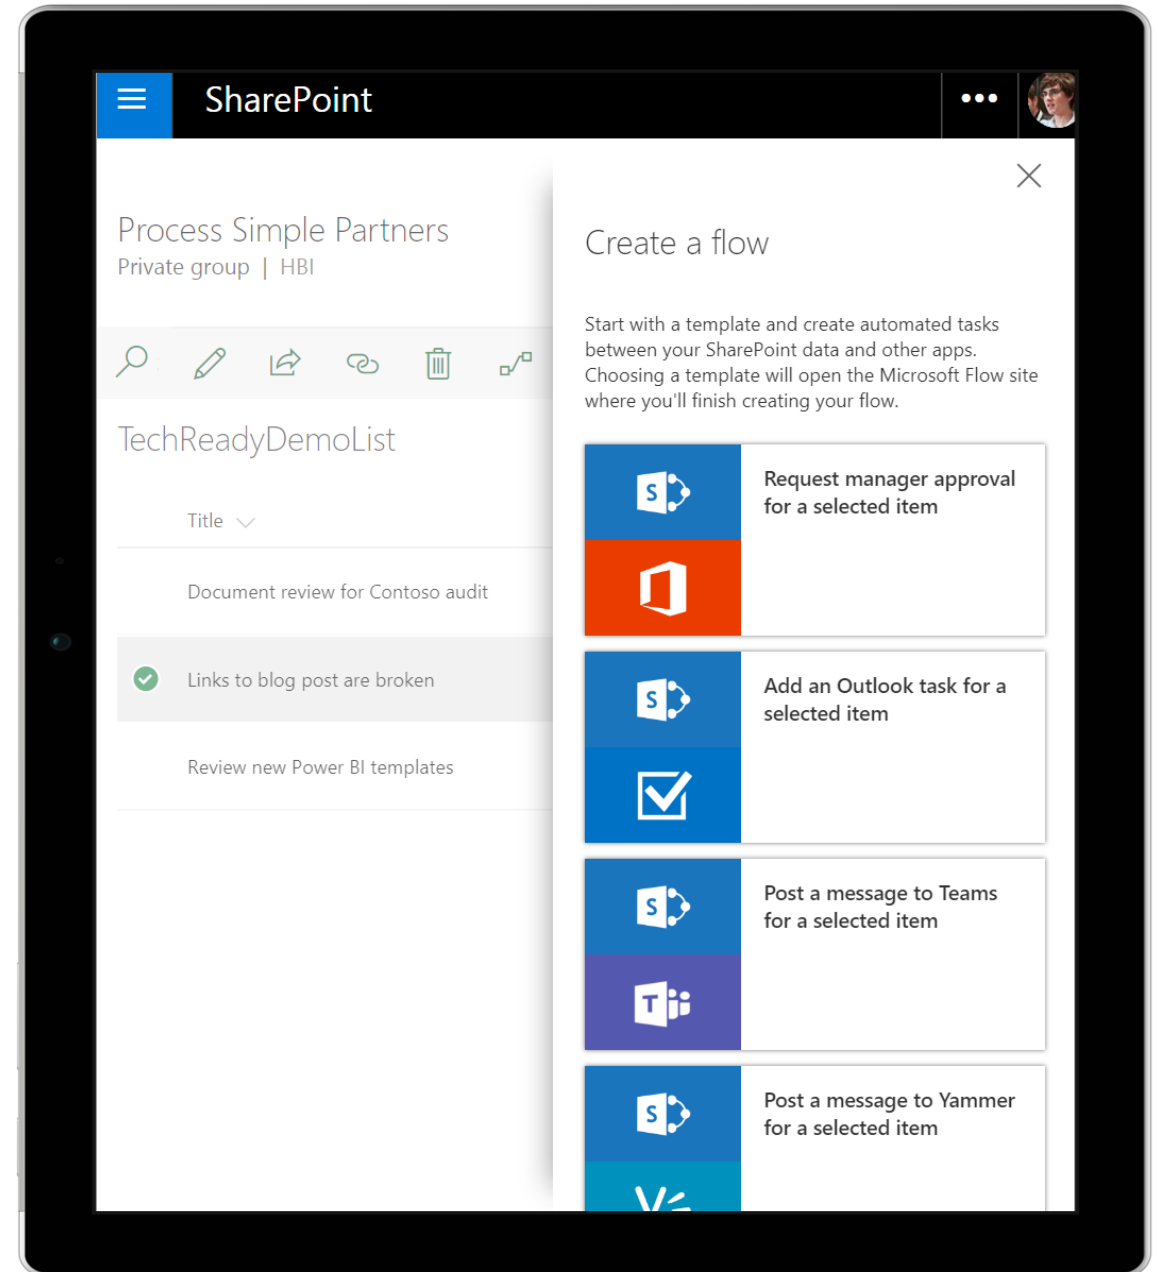 SharePoint
Process Simple Partners
Private group | HBI
TechReadyDemoList
Title
Document review for Contoso audit
Links to blog post are broken
Review new Power BI templates
Create a flow
Start with a template and create automated tasks
between your SharePoint data and other apps.
Choosing a template will open the Microsoft Flow site
where you'll finish creating your flow.
S
Request manager approval
for a selected item
S
Add an Outlook task for a
selected item
S
Post a message to Teams
for a selected item
T
S
Post a message to Yammer
for a selected item